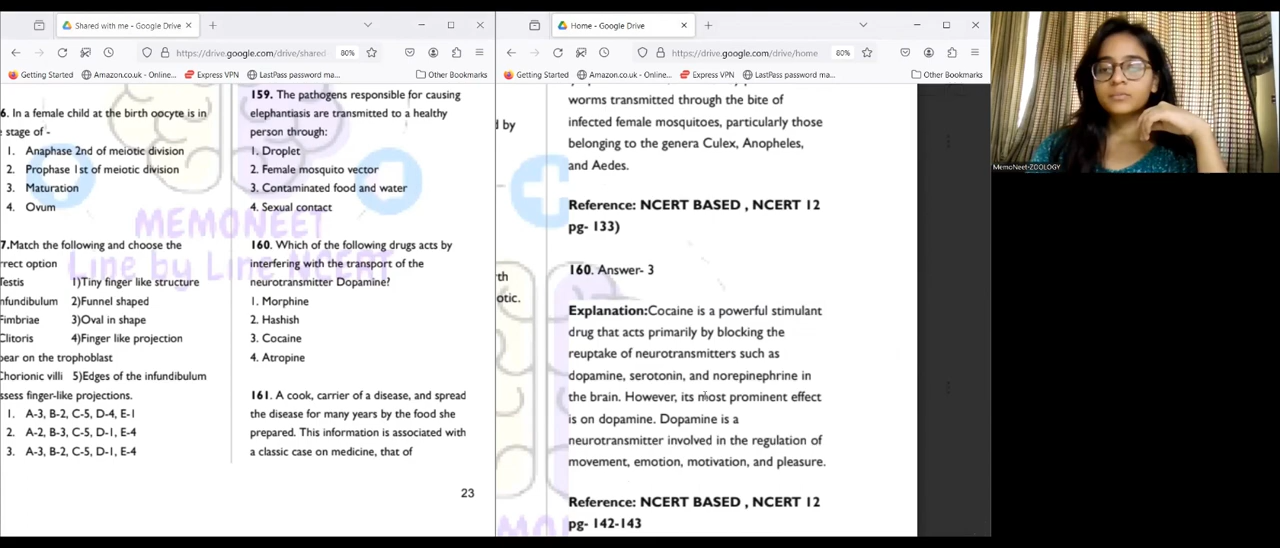 Shared with me - Google Drive
Home - Google Drive
https://drive.google.com/drive/shared
80%
https://drive.google.com/drive/home
80%
Getting Started
Amazon.co.uk - Online...
Express VPN
LastPass password ma...
Other Bookmarks
Getting Started
Amazon.co.uk - Online...
Express VPN
LastPass password ma...
Other Bookmarks
6. In a female child at the birth oocyte is in
stage of -
1. Anaphase 2nd of meiotic division
2. Prophase 1st of meiotic division
3. Maturation
4. Ovum
7.Match the following and choose the
rrect option
Testis 1)Tiny finger like structure
nfundibulum 2)Funnel shaped
Fimbriae 3)Oval in shape
Clitoris 4)Finger like projection
pear on the trophoblast
Chorionic villi 5)Edges of the infundibulum
ssess finger-like projections.
1. A-3, B-2, C-5, D-4, E-1
2. A-2, B-3, C-5, D-1, E-4
3. A-3, B-2, C-5, D-1, E-4
159. The pathogens responsible for causing
elephantiasis are transmitted to a healthy
person through:
1. Droplet
2. Female mosquito vector
3. Contaminated food and water
4. Sexual contact
160. Which of the following drugs acts by
interfering with the transport of the
neurotransmitter Dopamine?
1. Morphine
2. Hashish
3. Cocaine
4. Atropine
161. A cook, carrier of a disease, and spread
the disease for many years by the food she
prepared. This information is associated with
a classic case on medicine, that of
23
MEMONEET
Line by Line NCERT
d by
rth
otic.
worms transmitted through the bite of
infected female mosquitoes, particularly those
belonging to the genera Culex, Anopheles,
and Aedes.
Reference: NCERT BASED , NCERT 12
pg- 133)
160. Answer- 3
Explanation:Cocaine is a powerful stimulant
drug that acts primarily by blocking the
reuptake of neurotransmitters such as
dopamine, serotonin, and norepinephrine in
the brain. However, its most prominent effect
is on dopamine. Dopamine is a
neurotransmitter involved in the regulation of
movement, emotion, motivation, and pleasure.
Reference: NCERT BASED , NCERT 12
pg- 142-143
MemoNeet-ZOOLOGY